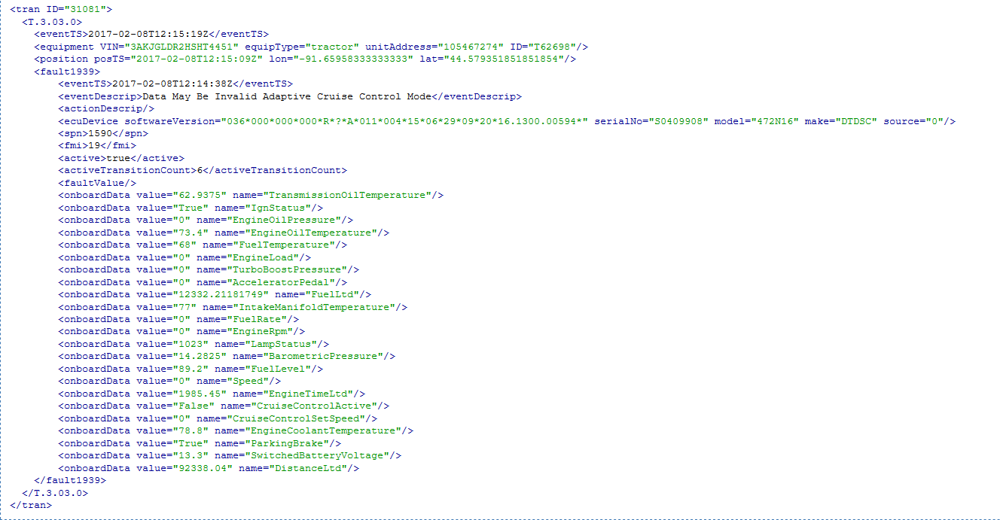 <tran ID="31081">
<T.3.03.0>
<eventTS>2017-02-08T12:15:19Z</eventTS>
<equipment VIN="3AKJGLDR2HSHT4451" equipType="tractor" unitAddress="105467274" ID="T62698"/>
<position posTS="2017-02-08T12:15:09Z" lon="-91.65958333333333" lat="44.579351851851854"/>
<fault1939>
<eventTS>2017-02-08T12:14:38Z</eventTS>
<eventDescrip>Data May Be Invalid Adaptive Cruise Control Mode</eventDescrip>
<actionDescrip/>
<ecuDevice softwareVersion="036*000*000*000*R*?*A*011*004*15*06*29*09*20*16.1300.00594*" serialNo="S0409908" model="472N16" make="DTDSC" source="0"/>
<spn>1590</spn>
<fmi>19</fmi>
<active>true</active>
<activeTransitionCount>6</activeTransitionCount>
<faultValue/>
<onboardData value="62.9375" name="TransmissionOilTemperature"/>
<onboardData value="True" name="IgnStatus"/>
<onboardData value="0" name="EngineOilPressure"/>
<onboardData value="73.4" name="EngineOilTemperature"/>
<onboardData value="68" name="FuelTemperature"/>
<onboardData value="0" name="EngineLoad"/>
<onboardData value="0" name="TurboBoostPressure"/>
<onboardData value="0" name="AcceleratorPedal"/>
<onboardData value="12332.21181749" name="FuelLtd"/>
<onboardData value="77" name="IntakeManifoldTemperature"/>
<onboardData value="0" name="FuelRate"/>
<onboardData value="0" name="EngineRpm"/>
<onboardData value="1023" name="LampStatus"/>
<onboardData value="14.2825" name="BarometricPressure"/>
<onboardData value="89.2" name="FuelLevel"/>
<onboardData value="0" name="Speed"/>
<onboardData value="1985.45" name="EngineTimeLtd"/>
<onboardData value="False" name="CruiseControlActive"/>
<onboardData value="0" name="CruiseControlSetSpeed"/>
<onboardData value="78.8" name="EngineCoolantTemperature"/>
<onboardData value="True" name="ParkingBrake"/>
<onboardData value="13.3" name="SwitchedBatteryVoltage"/>
<onboardData value="92338.04" name="DistanceLtd"/>
</fault1939>
</T.3.03.0>
</tran>